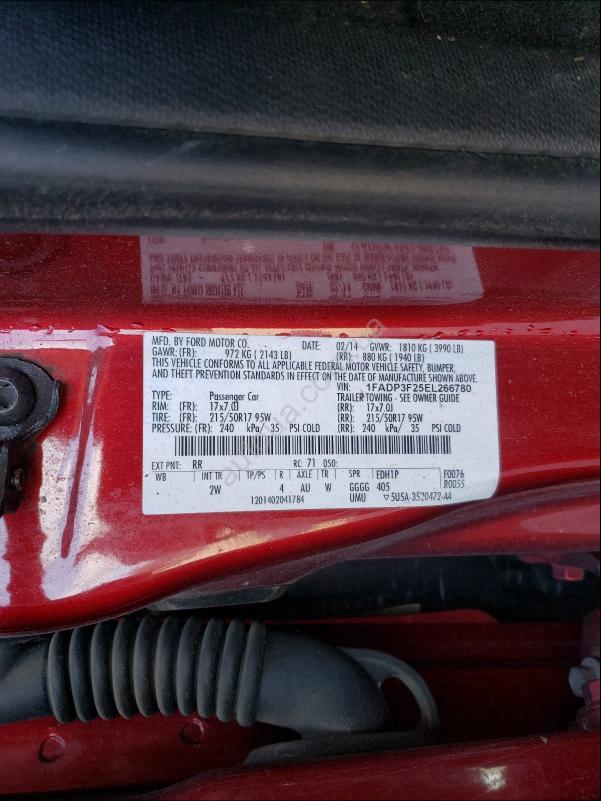 MFD. BY FORD MOTOR CO. DATE: 02/14 GVWR: 1810 KG ( 3990 LB)
GAWR: (FR): 972 KG ( 2143 LB) (RR): 880 KG ( 1940 LB)
THIS VEHICLE CONFORMS TO ALL APPLICABLE FEDERAL MOTOR VEHICLE SAFETY, BUMPER,
AND THEFT PREVENTION STANDARDS IN EFFECT ON THE DATE OF MANUFACTURE SHOWN ABOVE.
VIN: 1FADP3F25EL266780
TYPE: Passenger Car TRAILER TOWING - SEE OWNER GUIDE
RIM: (FR): 17x7.0J (RR): 17x7.0J
TIRE: (FR): 215/50R17 95W (RR): 215/50R17 95W
PRESSURE: (FR): 240 kPa/ 35 PSI COLD (RR): 240 kPa/ 35 PSI COLD
EXT PNT: RR RC: 71 DSO:
WB INT TR TP/PS R AXLE TR SPR EDH1P F0076
2W 4 AU W GGGG 405 R0055
1201402041784 UMU ▽5U5A-3520472-AA